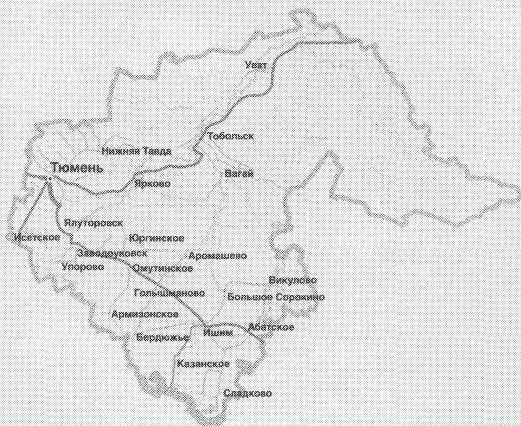 Уват
Тобольск
Нижняя Тавда
Тюмень
Вагай
Ярково
Ялуторовск
Исетское
Юргинское
Заводоуковск
Аромашево
Упорово
Омутинское
Викулово
Голышманово
Большое Сорокино
Армизонское
Абатское
Бердюжье
Ишим
Казанское
Сладково